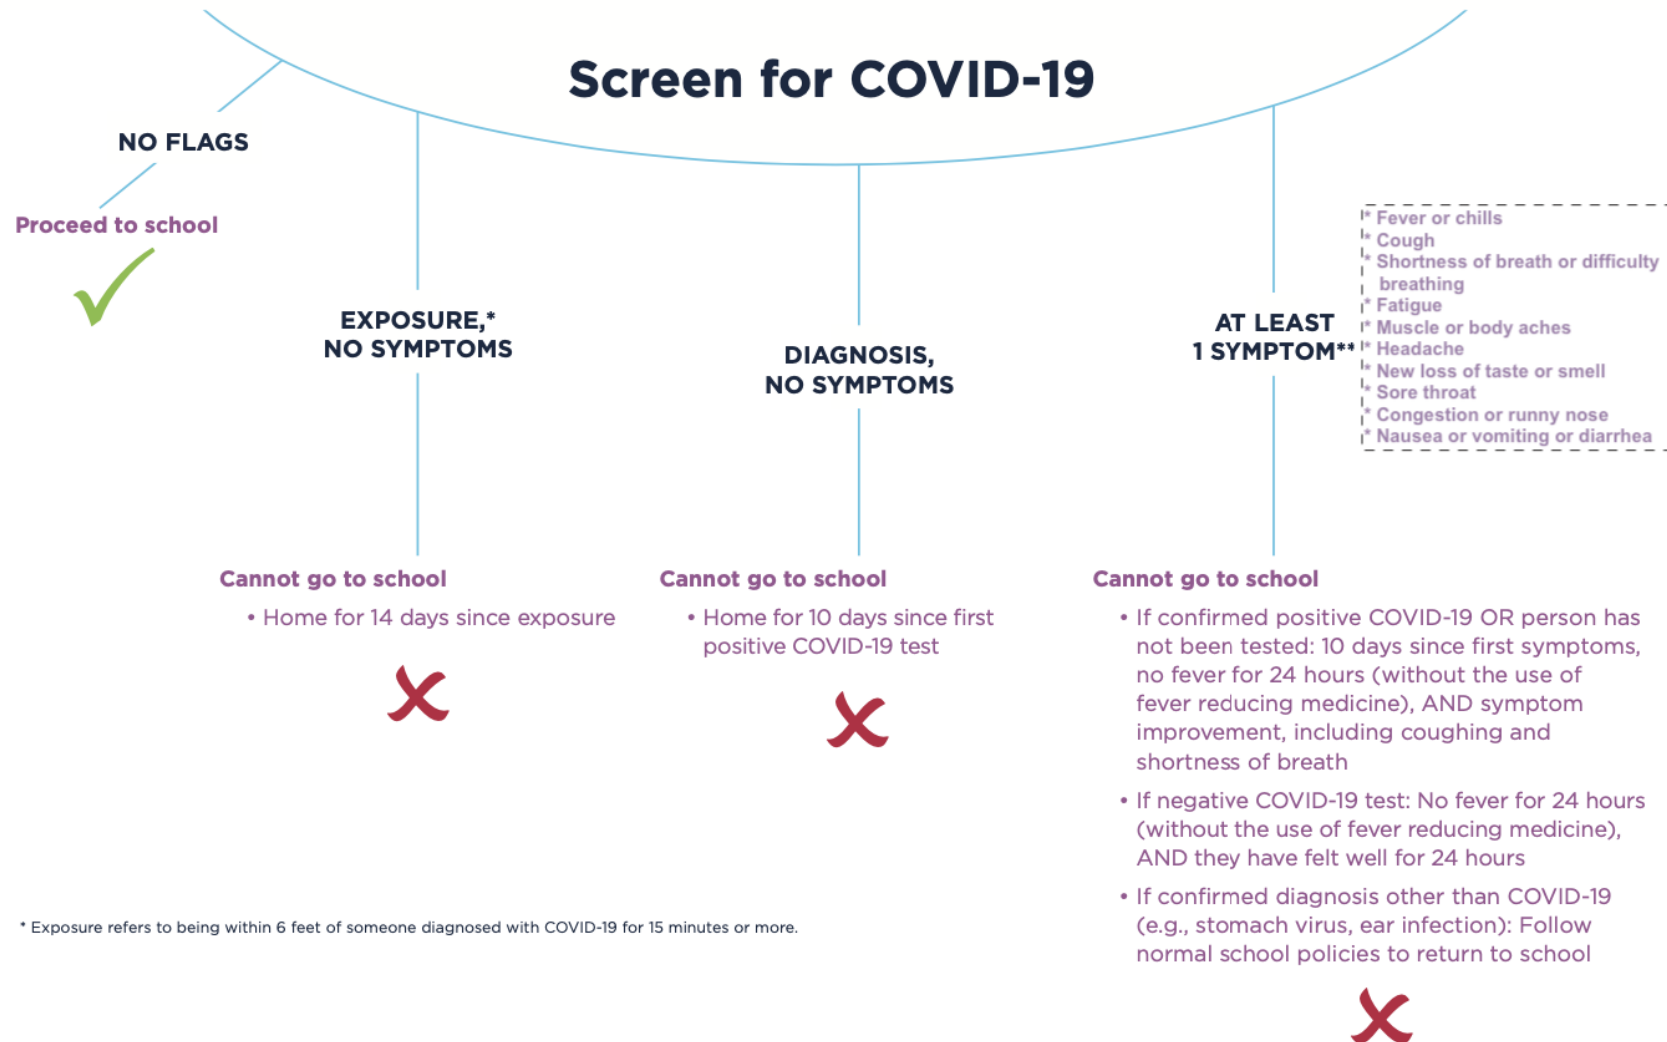 Screen for COVID-19
NO FLAGS
Proceed to school
EXPOSURE,*
NO SYMPTOMS
Cannot go to school
• Home for 14 days since exposure
DIAGNOSIS,
NO SYMPTOMS
Cannot go to school
• Home for 10 days since first
positive COVID-19 test
AT LEAST
1 SYMPTOM**
* Fever or chills
* Cough
* Shortness of breath or difficulty
breathing
* Fatigue
* Muscle or body aches
* Headache
* New loss of taste or smell
* Sore throat
* Congestion or runny nose
* Nausea or vomiting or diarrhea
Cannot go to school
• If confirmed positive COVID-19 OR person has
not been tested: 10 days since first symptoms,
no fever for 24 hours (without the use of
fever reducing medicine), AND symptom
improvement, including coughing and
shortness of breath
• If negative COVID-19 test: No fever for 24 hours
(without the use of fever reducing medicine),
AND they have felt well for 24 hours
• If confirmed diagnosis other than COVID-19
(e.g., stomach virus, ear infection): Follow
normal school policies to return to school
* Exposure refers to being within 6 feet of someone diagnosed with COVID-19 for 15 minutes or more.